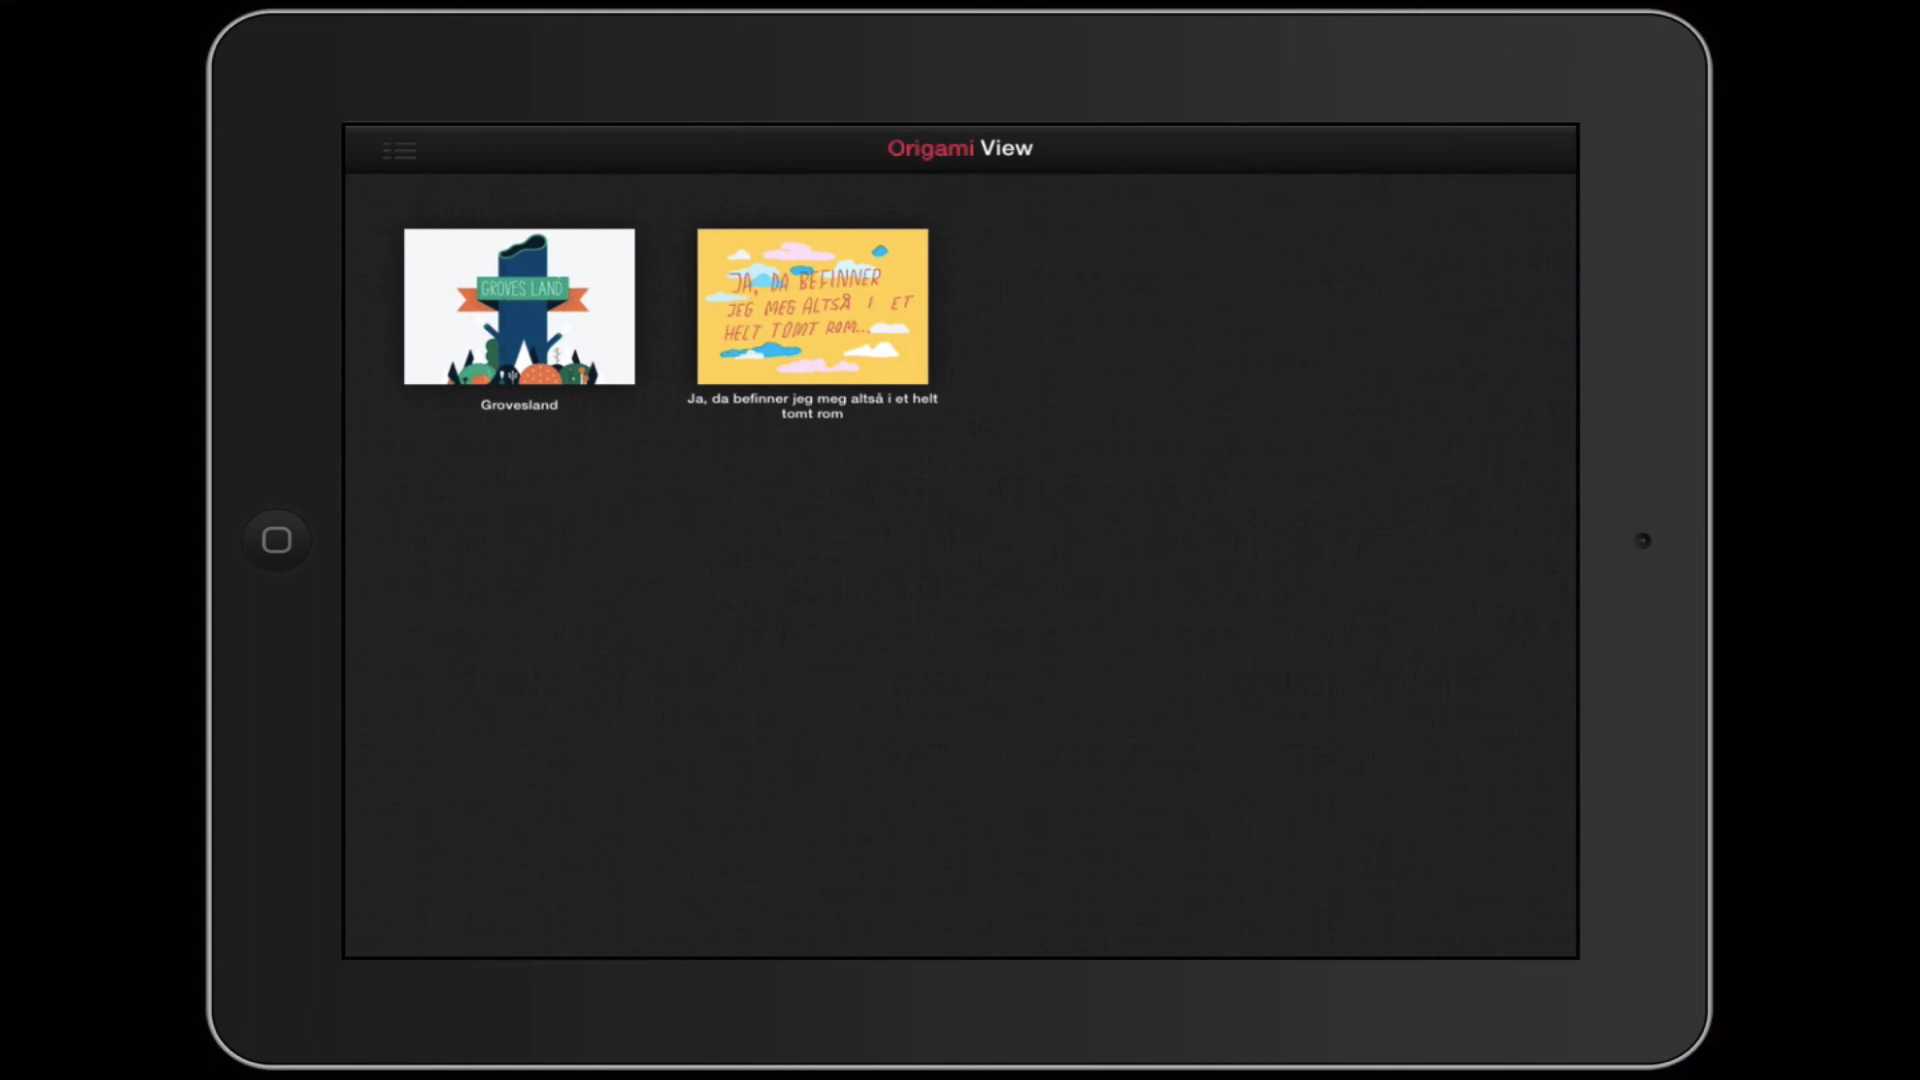 Origami View
GROVES LAND
Grovesland
JA, DA BEFINNER
JEG MEG ALTSÅ I ET
HELT TOMT ROM...
Ja, da befinner jeg meg altså i et helt
tomt rom